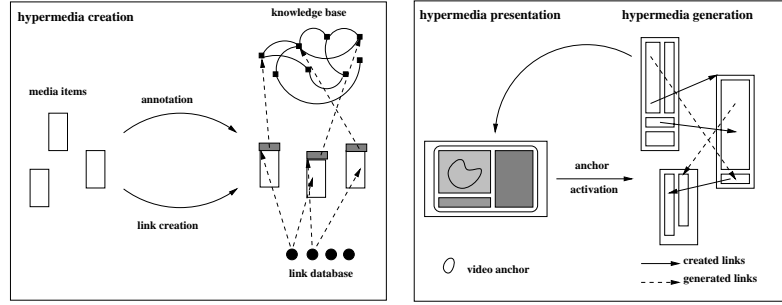 hypermedia creation
knowledge base
media items
annotation
link creation
link database
hypermedia presentation
hypermedia generation
anchor
activation
video anchor
created links
generated links